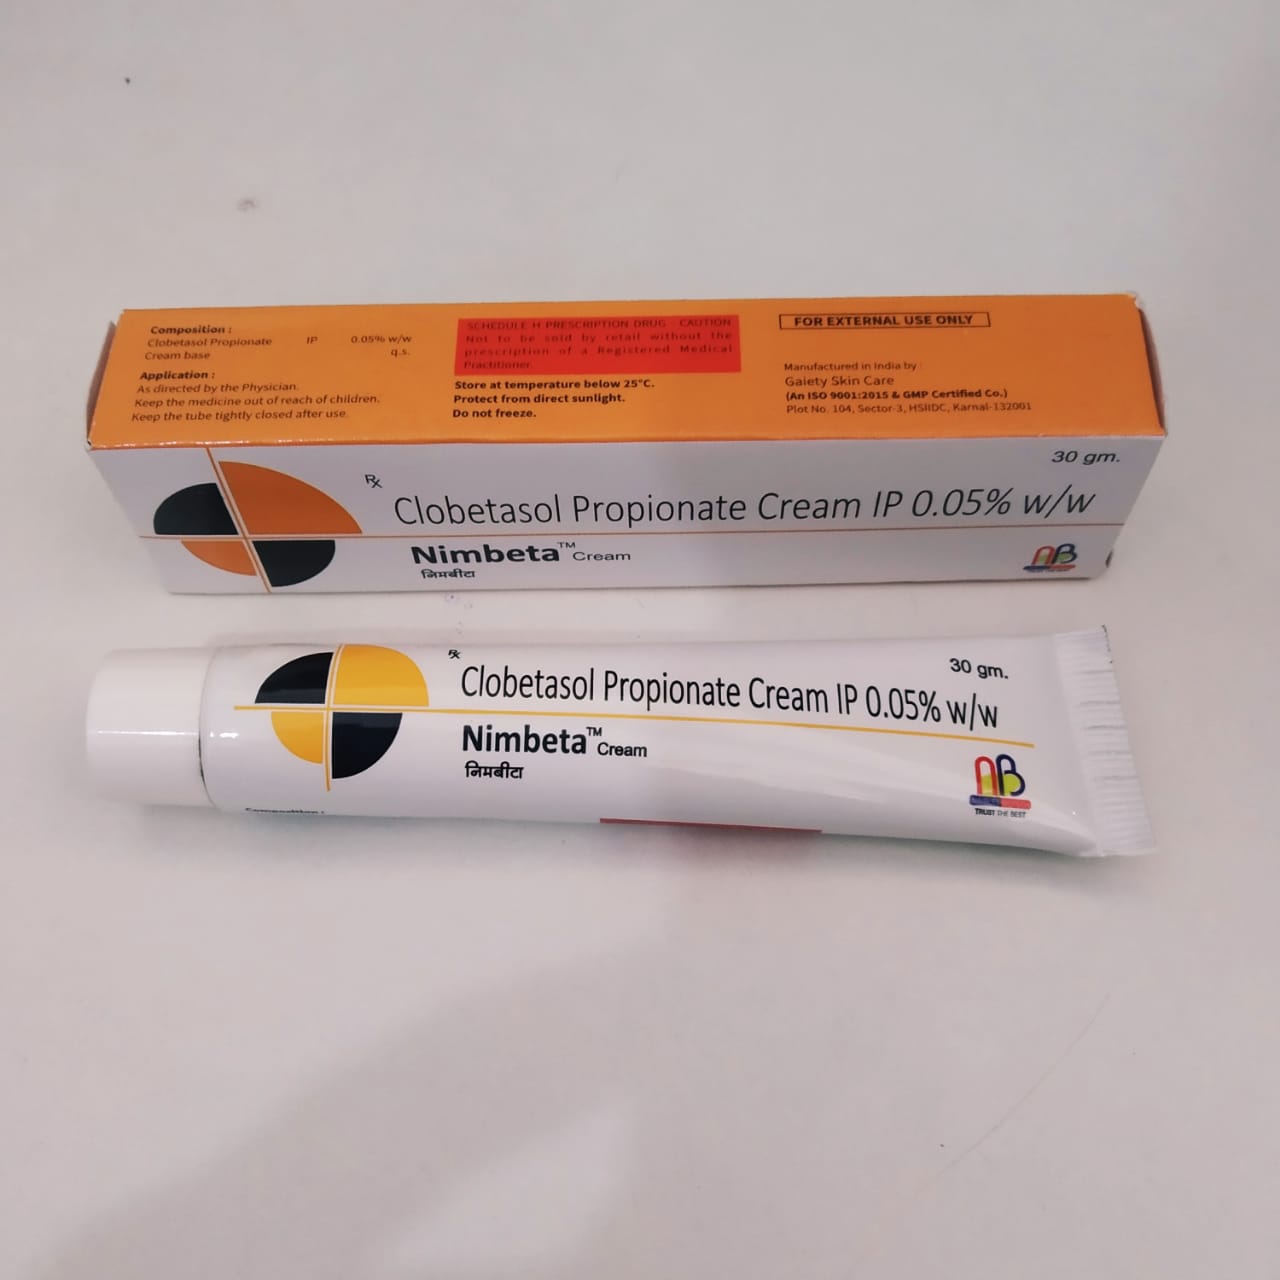 Composition :
Clobetasol Propionate IP 0.05% w/w
Cream base q.s.
Application :
As directed by the Physician.
Keep the medicine out of reach of children.
Keep the tube tightly closed after use.
SCHEDULE H PRESCRIPTION DRUG CAUTION
Not to be sold by retail without the
prescription of a Registered Medical
Practitioner
Store at temperature below 25°C.
Protect from direct sunlight.
Do not freeze.
FOR EXTERNAL USE ONLY
Manufactured in India by :
Gaiety Skin Care
(An ISO 9001:2015 & GMP Certified Co.)
Plot No. 104, Sector-3, HSIIDC, Karnal-132001
30 gm.
Rx
Clobetasol Propionate Cream IP 0.05% w/w
Nimbeta™ Cream
निमबीटा
NB
Rx
30 gm.
Clobetasol Propionate Cream IP 0.05% w/w
Nimbeta™ Cream
निमबीटा
NB
TRUST THE BEST
Composition :